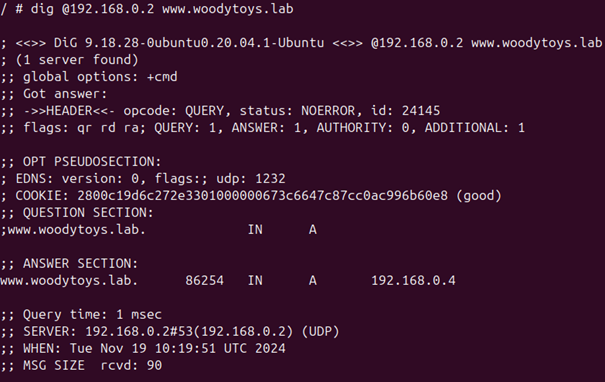 / # dig @192.168.0.2 www.woodytoys.lab
; <<>> DiG 9.18.28-0ubuntu0.20.04.1-Ubuntu <<>> @192.168.0.2 www.woodytoys.lab
; (1 server found)
;; global options: +cmd
;; Got answer:
;; ->>HEADER<<- opcode: QUERY, status: NOERROR, id: 24145
;; flags: qr rd ra; QUERY: 1, ANSWER: 1, AUTHORITY: 0, ADDITIONAL: 1
;; OPT PSEUDOSECTION:
; EDNS: version: 0, flags:; udp: 1232
; COOKIE: 2800c19d6c272e3301000000673c6647c87cc0ac996b60e8 (good)
;; QUESTION SECTION:
;www.woodytoys.lab. IN A
;; ANSWER SECTION:
www.woodytoys.lab. 86254 IN A 192.168.0.4
;; Query time: 1 msec
;; SERVER: 192.168.0.2#53(192.168.0.2) (UDP)
;; WHEN: Tue Nov 19 10:19:51 UTC 2024
;; MSG SIZE rcvd: 90